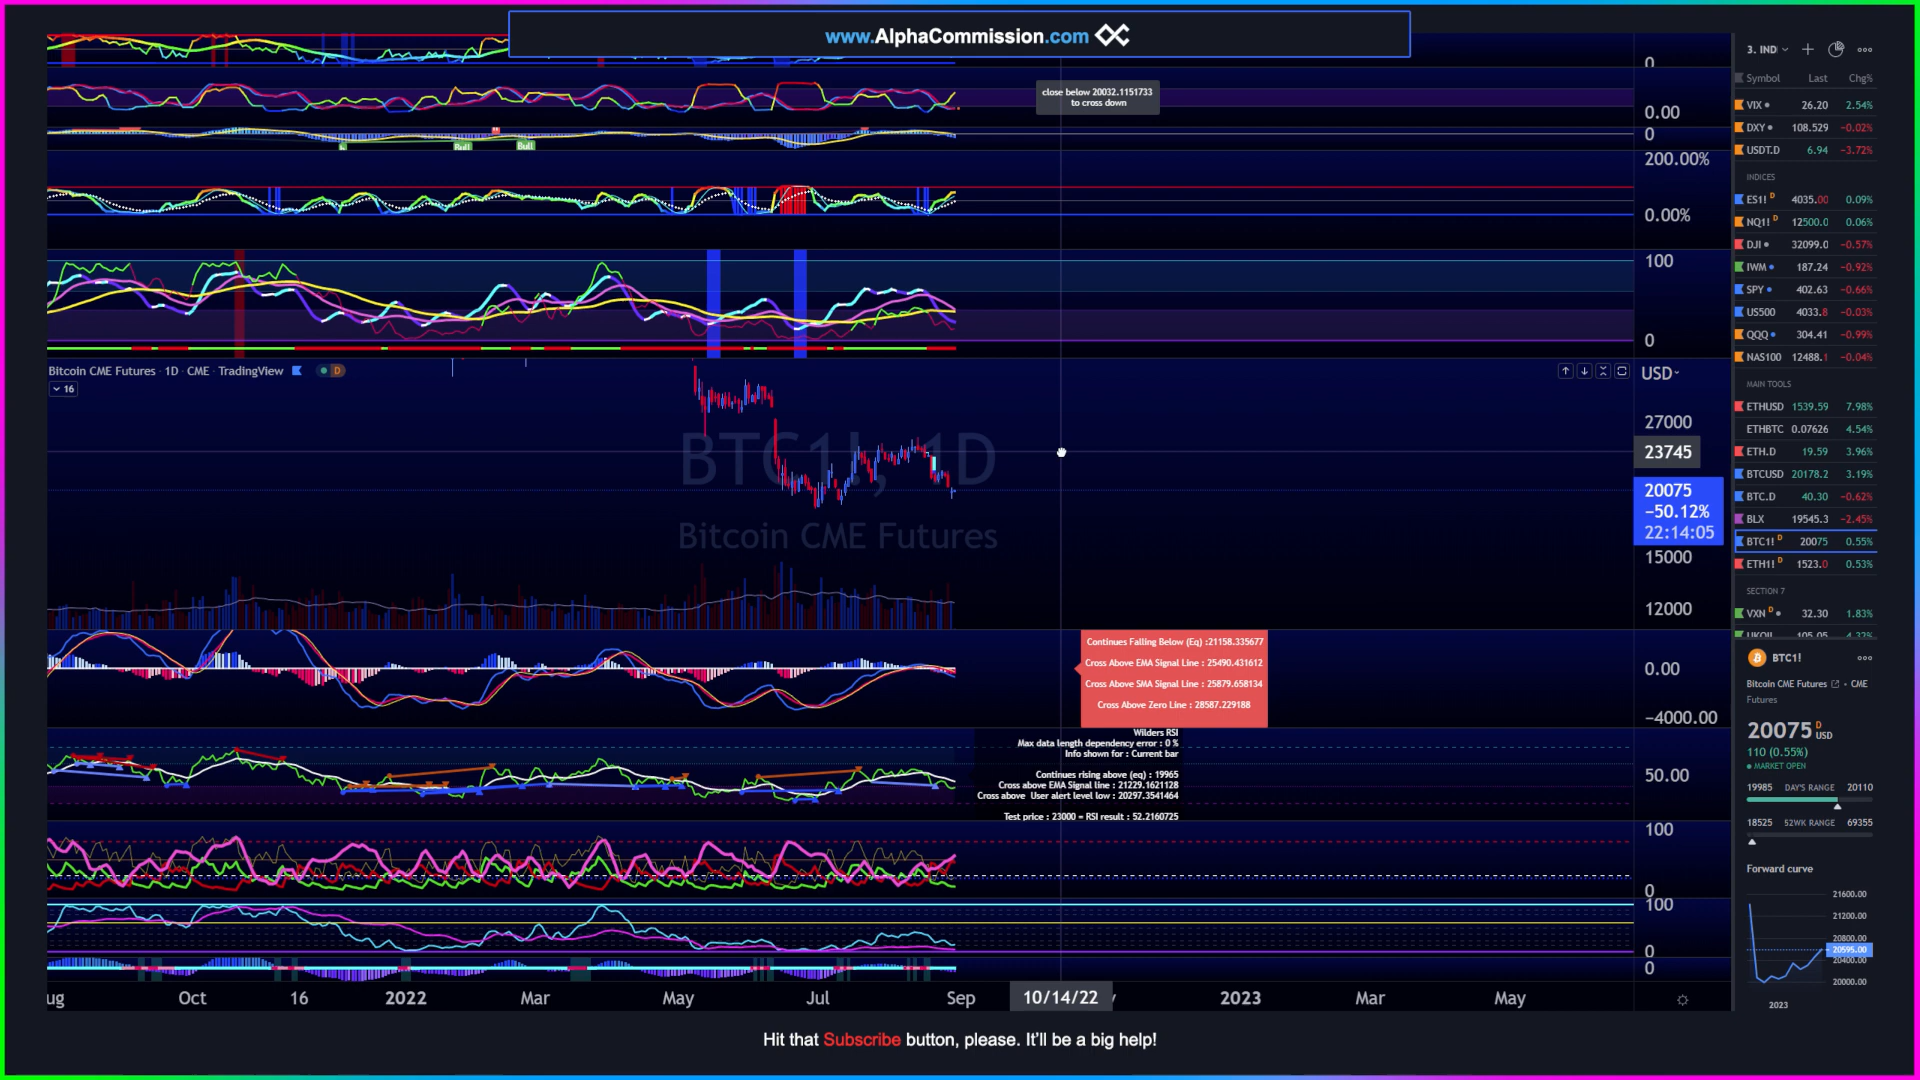 www.AlphaCommission.com
close below 20032.1151733
to cross down
0
0.00
0
200.00%
0.00%
100
0
Bull
Bull
Bitcoin CME Futures · 1D · CME · TradingView
D
16
USD
27000
23745
20075
−50.12%
22:14:05
15000
12000
BTC1!, 1D
Bitcoin CME Futures
Continues Falling Below (Eq) :21158.335677
Cross Above EMA Signal Line : 25490.431612
Cross Above SMA Signal Line : 25879.658134
Cross Above Zero Line : 28587.229188
0.00
−4000.00
Wilders RSI
Max data length dependency error : 0 %
Info shown for : Current bar
Continues rising above (eq) : 19965
Cross above EMA Signal line : 21229.1621128
Cross above User alert level low : 20297.3541464
Test price : 23000 = RSI result : 52.2160725
50.00
100
0
100
0
0
ug Oct 16 2022 Mar May Jul Sep 10/14/22 2023 Mar May
3. IND
Symbol Last Chg%
VIX 26.20 2.54%
DXY 108.529 −0.02%
USDT.D 6.94 −3.72%
INDICES
ES1! D 4035.00 0.09%
NQ1! D 12500.0 0.06%
DJI 32099.0 −0.57%
IWM 187.24 −0.92%
SPY 402.63 −0.66%
US500 4033.8 −0.03%
QQQ 304.41 −0.99%
NAS100 12488.1 −0.04%
MAIN TOOLS
ETHUSD 1539.59 7.98%
ETHBTC 0.07626 4.54%
ETH.D 19.59 3.96%
BTCUSD 20178.2 3.19%
BTC.D 40.30 −0.62%
BLX 19545.3 −2.45%
BTC1! D 20075 0.55%
ETH1! D 1523.0 0.53%
SECTION 7
VXN D 32.30 1.83%
UKOIL 105.05 4.32%
BTC1!
Bitcoin CME Futures • CME
Futures
20075 D USD
110 (0.55%)
MARKET OPEN
19985 DAY'S RANGE 20110
18525 52WK RANGE 69355
Forward curve
21600.00
21200.00
20800.00
20595.00
20400.00
20000.00
2023
Hit that Subscribe button, please. It'll be a big help!